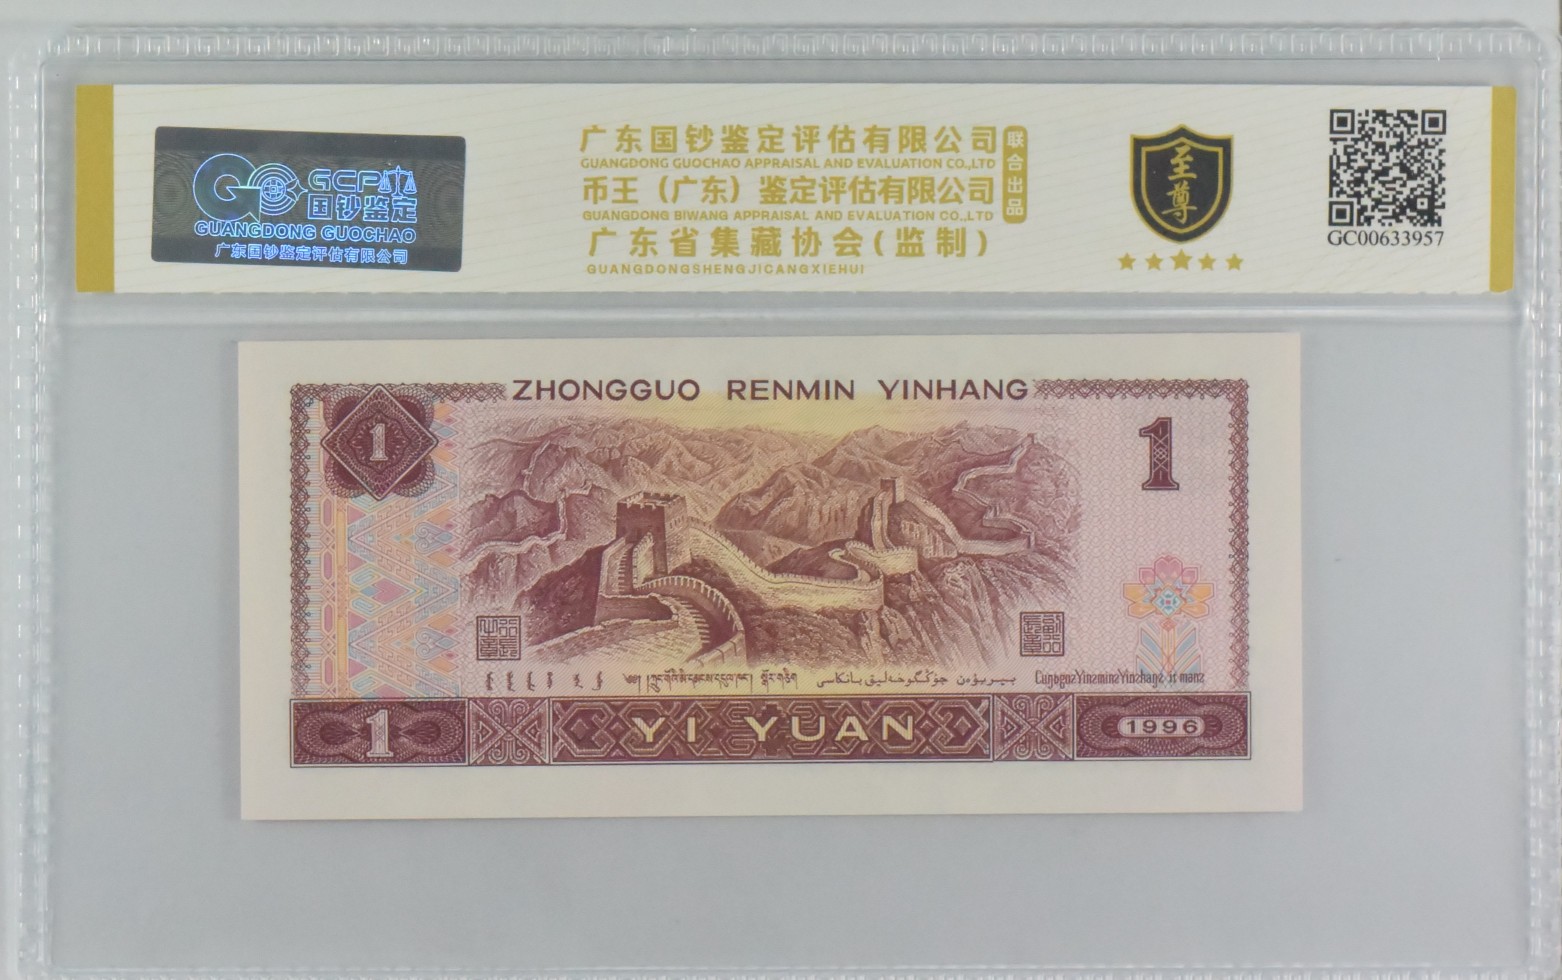 GCP
国钞鉴定
GUANGDONG GUOCHAO
广东国钞鉴定评估有限公司
广东国钞鉴定评估有限公司
GUANGDONG GUOCHAO APPRAISAL AND EVALUATION CO.,LTD
币王（广东）鉴定评估有限公司
GUANGDONG BIWANG APPRAISAL AND EVALUATION CO.,LTD
广东省集藏协会(监制)
GUANGDONGSHENGJICANGXIEHUI
联合出品
至尊
GC00633957
ZHONGGUO RENMIN YINHANG
1
1
جۇڭگوحەلىق بانكاسى بىربۋەن
1
YI YUAN
1996